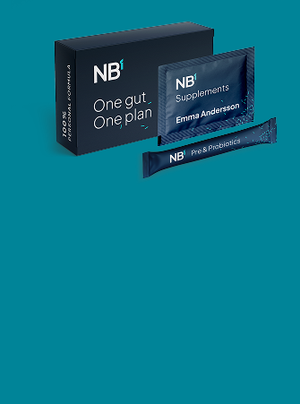 100%
PERSONAL FORMULA
NB1
One gut
One plan
NB1
Supplements
Emma Andersson
NB1
Pre & Probiotics